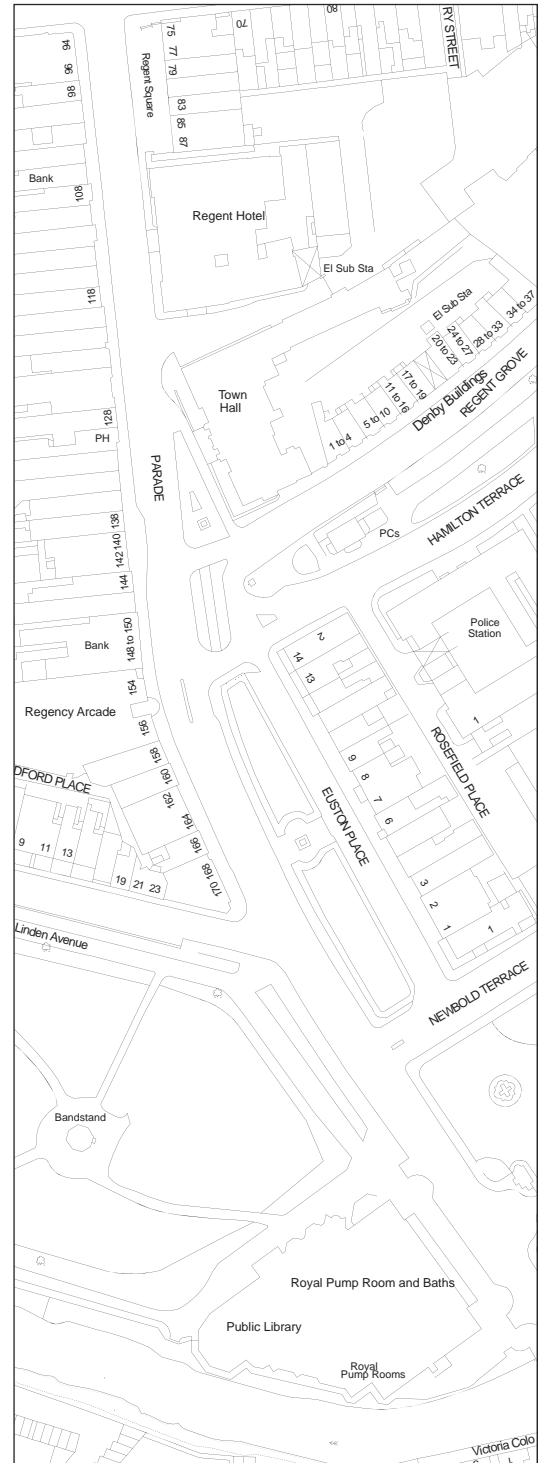 94
96
98
75
77
79
70
80
RY STREET
Regent Square
83
85
87
Bank
108
Regent Hotel
El Sub Sta
118
El Sub Sta
34 to 37
28 to 33
24 to 27
20 to 23
17 to 19
11 to 16
5 to 10
1 to 4
Denby Buildings
REGENT GROVE
Town
Hall
128
PH
PARADE
HAMILTON TERRACE
PCs
138
140
142
144
148 to 150
Bank
Police
Station
2
14
13
154
156
Regency Arcade
1
ROSEFIELD PLACE
158
160
162
164
166
168
170
9
8
7
6
EUSTON PLACE
DFORD PLACE
9
11
13
19
21
23
3
2
1
1
Linden Avenue
NEWBOLD TERRACE
Bandstand
Royal Pump Room and Baths
Public Library
Royal
Pump Rooms
Victoria Colo